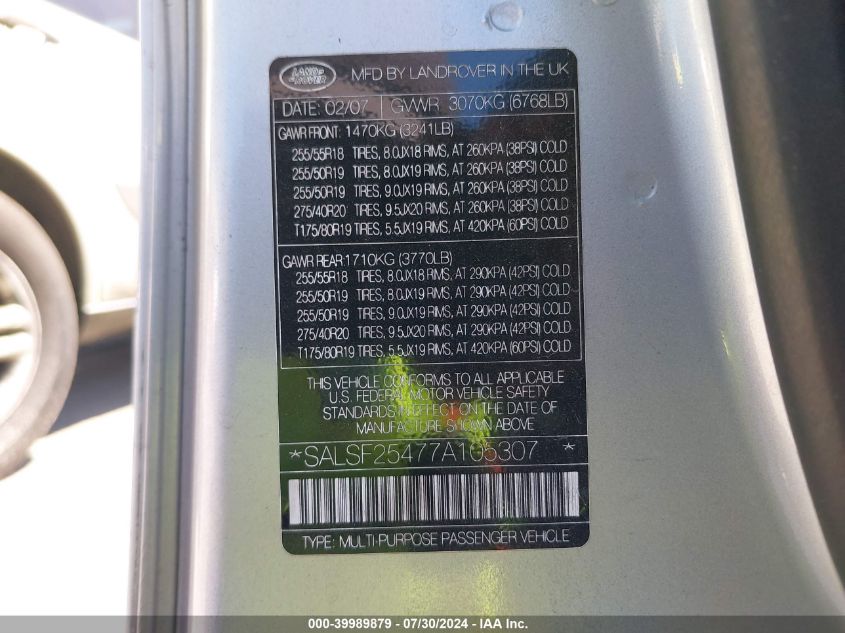 LAND ROVER
MFD BY LANDROVER IN THE UK
DATE: 02/07 GVWR 3070KG (6768LB)
GAWR FRONT: 1470KG (3241LB)
255/55R18 TIRES, 8.0JX18 RIMS, AT 260KPA (38PSI) COLD
255/50R19 TIRES, 8.0JX19 RIMS, AT 260KPA (38PSI) COLD
255/50R19 TIRES, 9.0JX19 RIMS, AT 260KPA (38PSI) COLD
275/40R20 TIRES, 9.5JX20 RIMS, AT 260KPA (38PSI) COLD
T175/80R19 TIRES, 5.5JX19 RIMS, AT 420KPA (60PSI) COLD
GAWR REAR: 1710KG (3770LB)
255/55R18 TIRES, 8.0JX18 RIMS, AT 290KPA (42PSI) COLD
255/50R19 TIRES, 8.0JX19 RIMS, AT 290KPA (42PSI) COLD
255/50R19 TIRES, 9.0JX19 RIMS, AT 290KPA (42PSI) COLD
275/40R20 TIRES, 9.5JX20 RIMS, AT 290KPA (42PSI) COLD
T175/80R19 TIRES, 5.5JX19 RIMS, AT 420KPA (60PSI) COLD
THIS VEHICLE CONFORMS TO ALL APPLICABLE
U.S. FEDERAL MOTOR VEHICLE SAFETY
STANDARDS IN EFFECT ON THE DATE OF
MANUFACTURE SHOWN ABOVE
*SALSF25477A105307 *
TYPE: MULTI-PURPOSE PASSENGER VEHICLE
000-39989879 / 07/30/2024 - IAAI.com